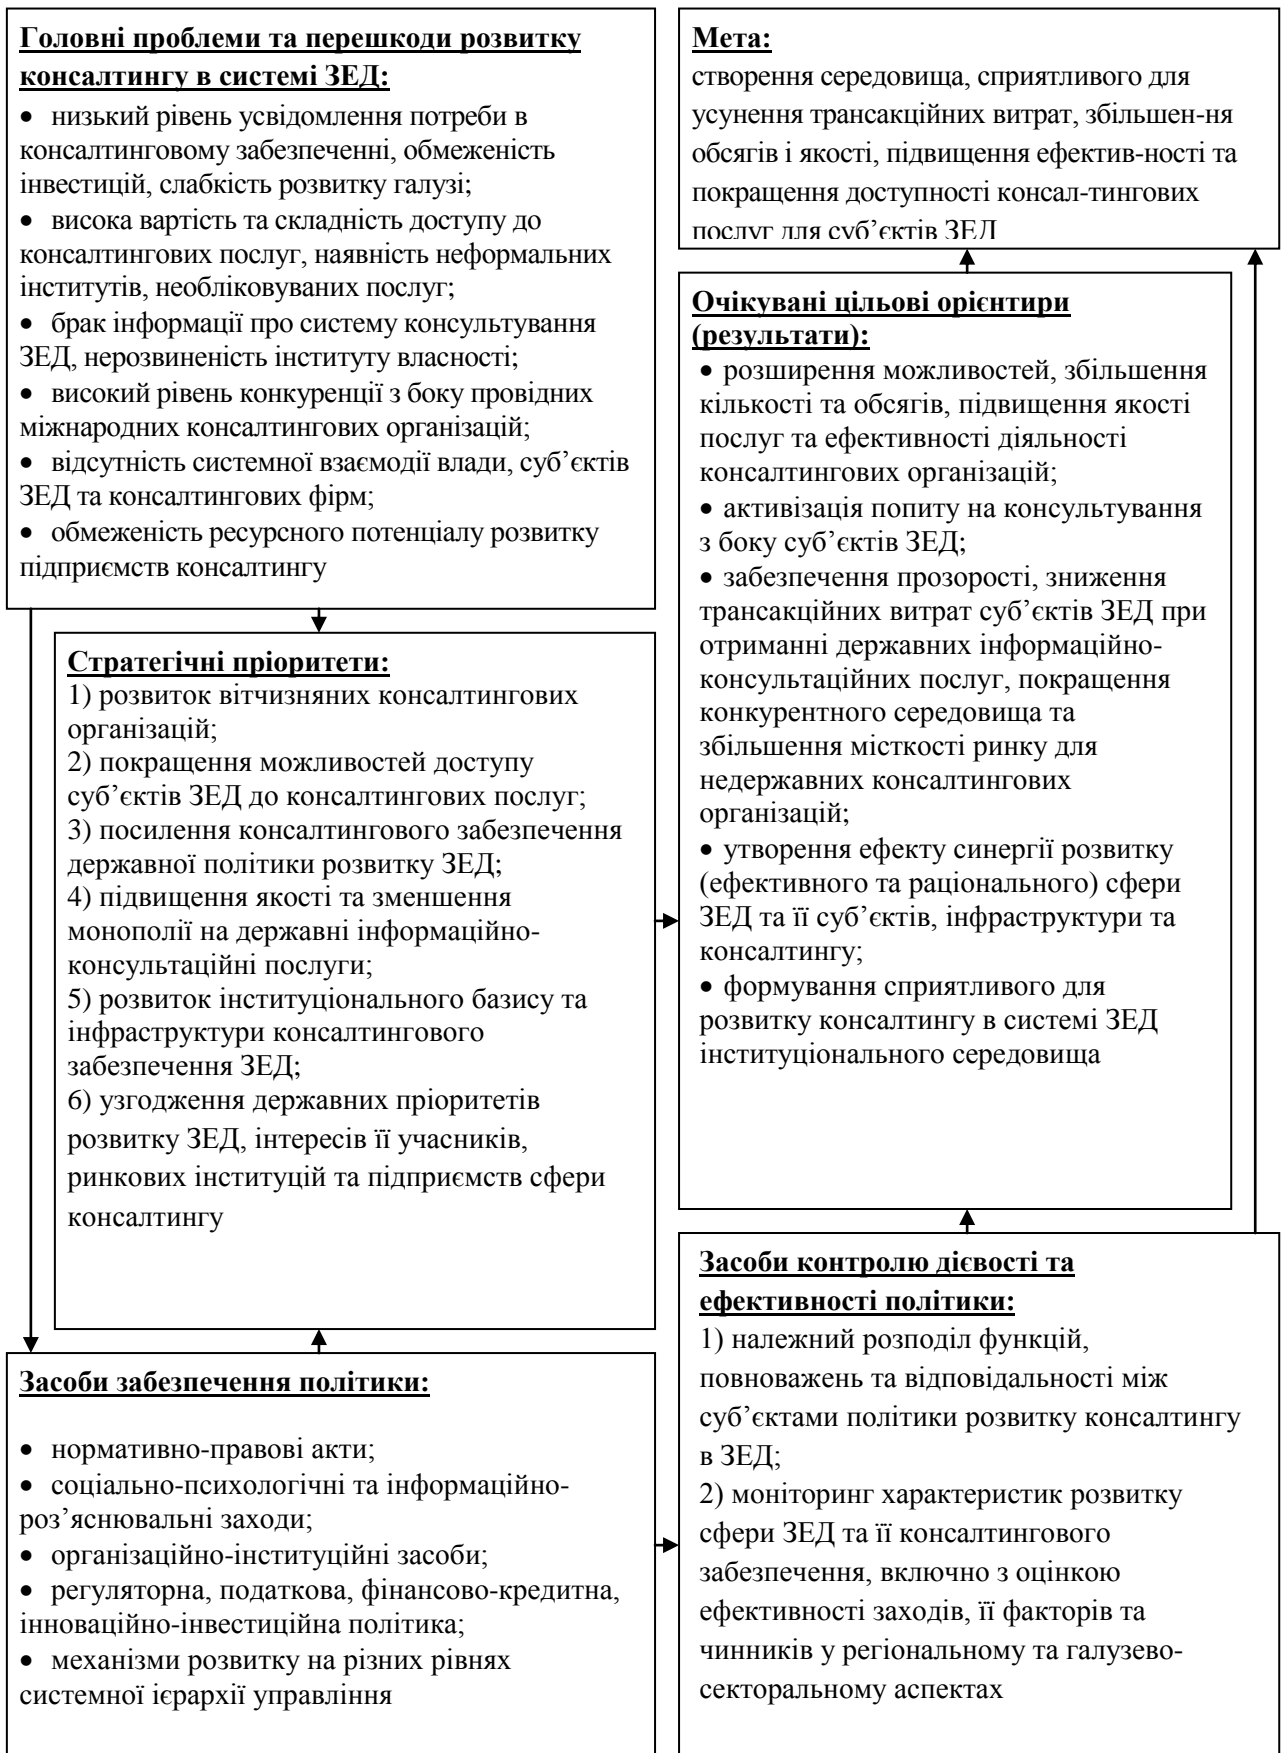 Головні проблеми та перешкоди розвитку
консалтингу в системі ЗЕД:
• низький рівень усвідомлення потреби в
консалтинговому забезпеченні, обмеженість
інвестицій, слабкість розвитку галузі;
• висока вартість та складність доступу до
консалтингових послуг, наявність неформальних
інститутів, необліковуваних послуг;
• брак інформації про систему консультування
ЗЕД, нерозвиненість інституту власності;
• високий рівень конкуренції з боку провідних
міжнародних консалтингових організацій;
• відсутність системної взаємодії влади, суб’єктів
ЗЕД та консалтингових фірм;
• обмеженість ресурсного потенціалу розвитку
підприємств консалтингу
Стратегічні пріоритети:
1) розвиток вітчизняних консалтингових
організацій;
2) покращення можливостей доступу
суб’єктів ЗЕД до консалтингових послуг;
3) посилення консалтингового забезпечення
державної політики розвитку ЗЕД;
4) підвищення якості та зменшення
монополії на державні інформаційно-
консультаційні послуги;
5) розвиток інституціонального базису та
інфраструктури консалтингового
забезпечення ЗЕД;
6) узгодження державних пріоритетів
розвитку ЗЕД, інтересів її учасників,
ринкових інституцій та підприємств сфери
консалтингу
Засоби забезпечення політики:
• нормативно-правові акти;
• соціально-психологічні та інформаційно-
роз’яснювальні заходи;
• організаційно-інституційні засоби;
• регуляторна, податкова, фінансово-кредитна,
інноваційно-інвестиційна політика;
• механізми розвитку на різних рівнях
системної ієрархії управління
Мета:
створення середовища, сприятливого для
усунення трансакційних витрат, збільшен-ня
обсягів і якості, підвищення ефектив-ності та
покращення доступності консал-тингових
послуг для суб’єктів ЗЕД
Очікувані цільові орієнтири
(результати):
• розширення можливостей, збільшення
кількості та обсягів, підвищення якості
послуг та ефективності діяльності
консалтингових організацій;
• активізація попиту на консультування
з боку суб’єктів ЗЕД;
• забезпечення прозорості, зниження
трансакційних витрат суб’єктів ЗЕД при
отриманні державних інформаційно-
консультаційних послуг, покращення
конкурентного середовища та
збільшення місткості ринку для
недержавних консалтингових
організацій;
• утворення ефекту синергії розвитку
(ефективного та раціонального) сфери
ЗЕД та її суб’єктів, інфраструктури та
консалтингу;
• формування сприятливого для
розвитку консалтингу в системі ЗЕД
інституціонального середовища
Засоби контролю дієвості та
ефективності політики:
1) належний розподіл функцій,
повноважень та відповідальності між
суб’єктами політики розвитку консалтингу
в ЗЕД;
2) моніторинг характеристик розвитку
сфери ЗЕД та її консалтингового
забезпечення, включно з оцінкою
ефективності заходів, її факторів та
чинників у регіональному та галузево-
секторальному аспектах